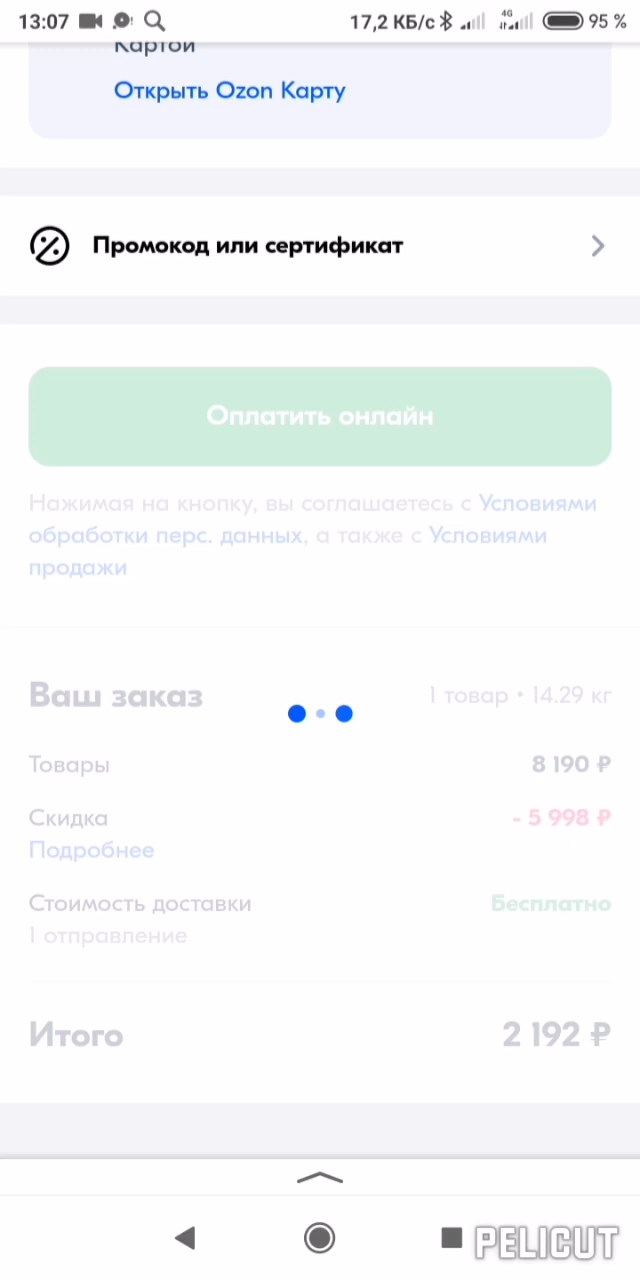 13:07 17,2 КБ/с 4G 95 %
Картой
Открыть Ozon Карту
Промокод или сертификат
Оплатить онлайн
Нажимая на кнопку, вы соглашаетесь с Условиями
обработки перс. данных, а также с Условиями
продажи
Ваш заказ 1 товар • 14.29 кг
Товары 8 190 ₽
Скидка - 5 998 ₽
Подробнее
Стоимость доставки Бесплатно
1 отправление
Итого 2 192 ₽
PELICUT